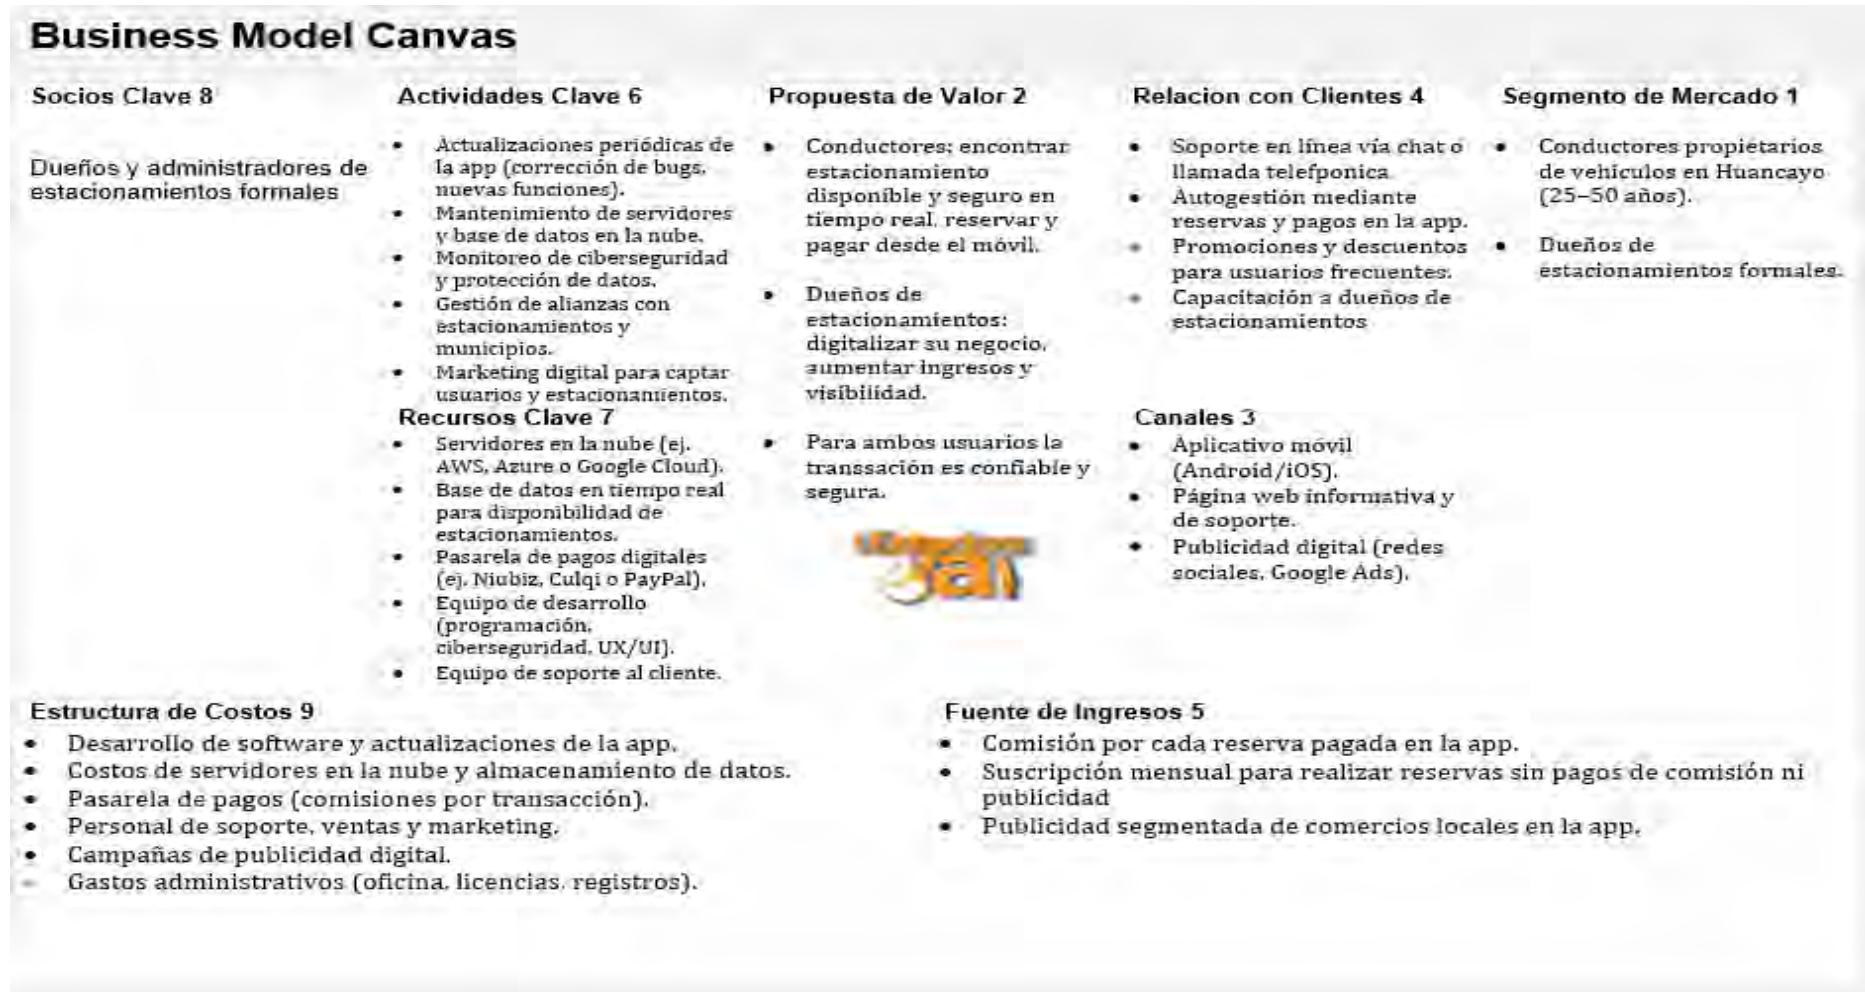 Business Model Canvas
Socios Clave 8
Dueños y administradores de
estacionamientos formales
Actividades Clave 6
• Actualizaciones periódicas de
la app (corrección de bugs,
nuevas funciones).
• Mantenimiento de servidores
y base de datos en la nube.
• Monitoreo de ciberseguridad
y protección de datos.
• Gestión de alianzas con
estacionamientos y
municipios.
• Marketing digital para captar
usuarios y estacionamientos.
Recursos Clave 7
• Servidores en la nube (ej.
AWS, Azure o Google Cloud).
• Base de datos en tiempo real
para disponibilidad de
estacionamientos.
• Pasarela de pagos digitales
(ej. Niubiz, Culqi o PayPal).
• Equipo de desarrollo
(programación,
ciberseguridad, UX/UI).
• Equipo de soporte al cliente.
Propuesta de Valor 2
• Conductores: encontrar
estacionamiento
disponible y seguro en
tiempo real, reservar y
pagar desde el móvil.
• Dueños de
estacionamientos:
digitalizar su negocio,
aumentar ingresos y
visibilidad.
• Para ambos usuarios la
transsación es confiable y
segura.
Relacion con Clientes 4
• Soporte en línea vía chat o
llamada telefponica
• Autogestión mediante
reservas y pagos en la app.
• Promociones y descuentos
para usuarios frecuentes.
• Capacitación a dueños de
estacionamientos
Canales 3
• Aplicativo móvil
(Android/iOS).
• Página web informativa y
de soporte.
• Publicidad digital (redes
sociales, Google Ads).
Segmento de Mercado 1
• Conductores propietarios
de vehículos en Huancayo
(25–50 años).
• Dueños de
estacionamientos formales.
Estructura de Costos 9
• Desarrollo de software y actualizaciones de la app.
• Costos de servidores en la nube y almacenamiento de datos.
• Pasarela de pagos (comisiones por transacción).
• Personal de soporte, ventas y marketing.
• Campañas de publicidad digital.
• Gastos administrativos (oficina, licencias, registros).
Fuente de Ingresos 5
• Comisión por cada reserva pagada en la app.
• Suscripción mensual para realizar reservas sin pagos de comisión ni
publicidad
• Publicidad segmentada de comercios locales en la app.